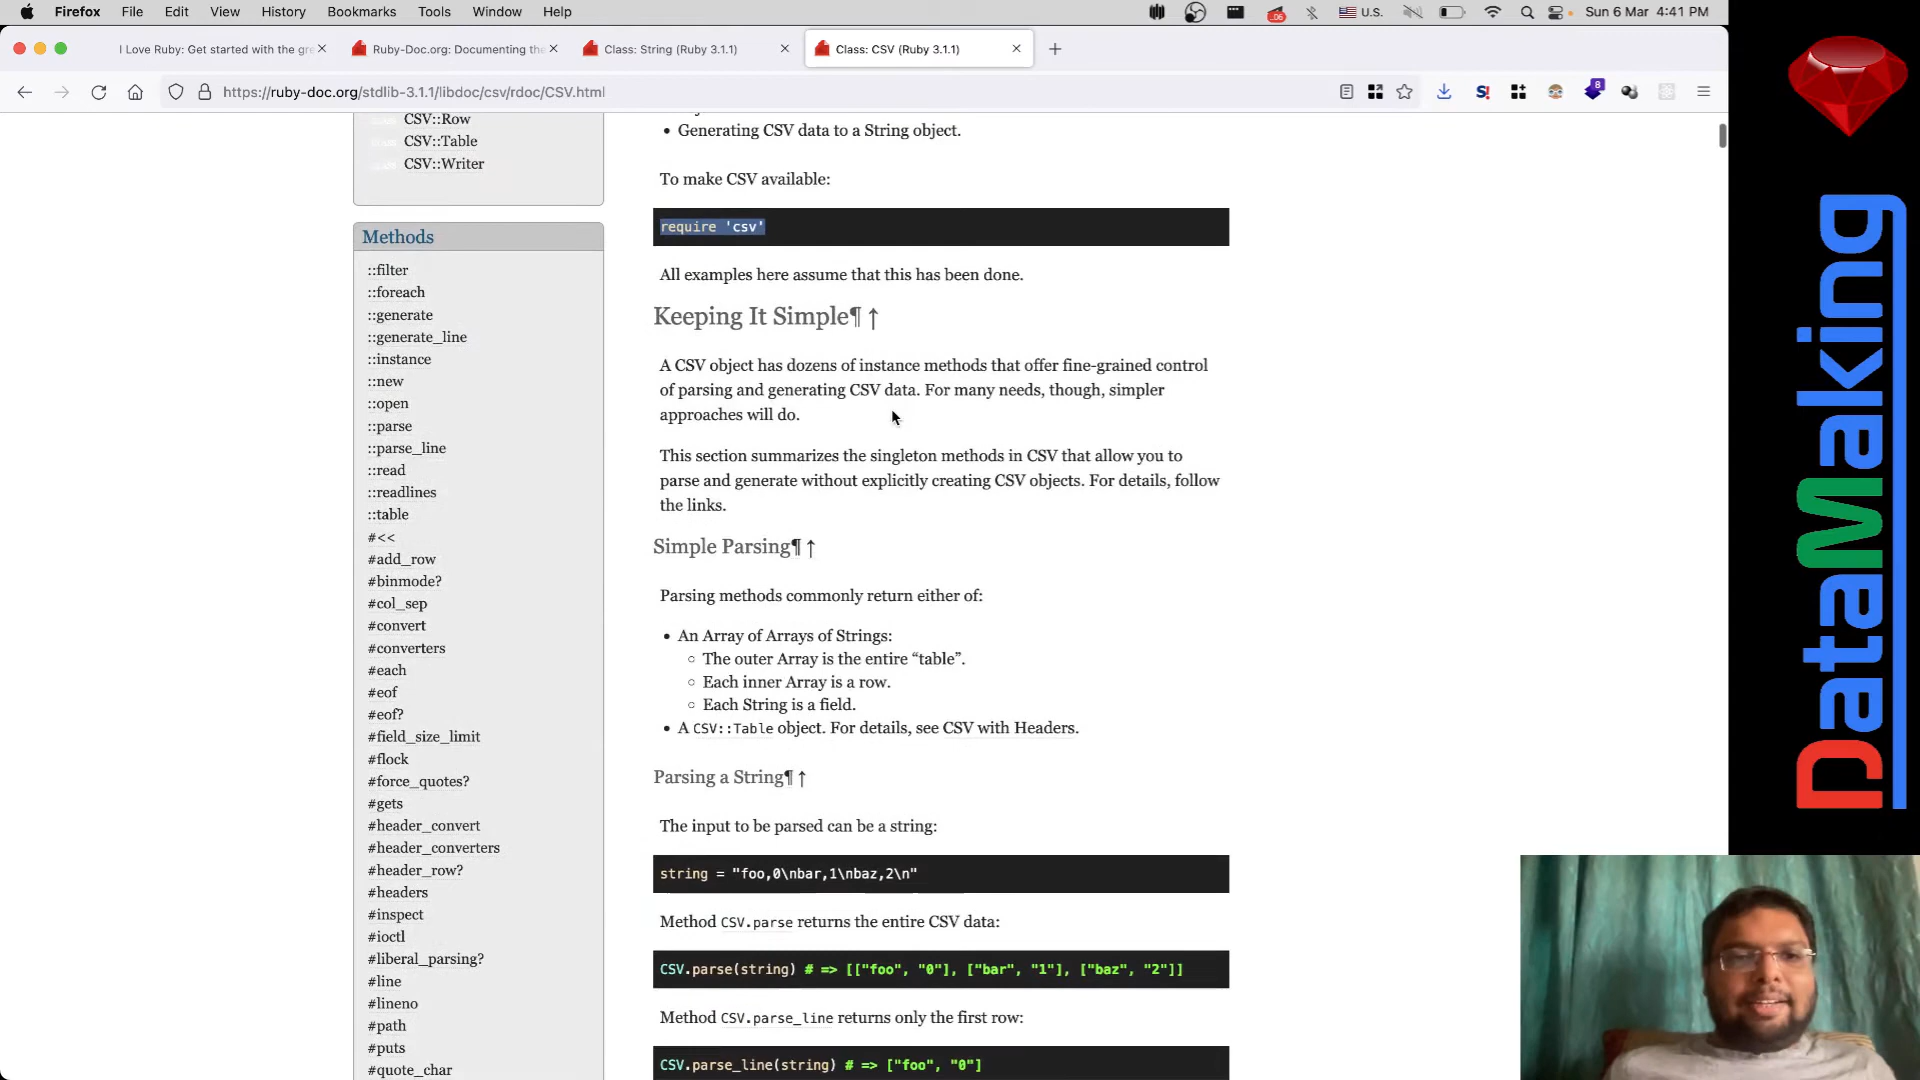 Firefox File Edit View History Bookmarks Tools Window Help
.06 U.S. Sun 6 Mar 4:41 PM
I Love Ruby: Get started with the gre
Ruby-Doc.org: Documenting the
Class: String (Ruby 3.1.1)
Class: CSV (Ruby 3.1.1)
https://ruby-doc.org/stdlib-3.1.1/libdoc/csv/rdoc/CSV.html
S!
8
CSV::Row
CSV::Table
CSV::Writer
Methods
::filter
::foreach
::generate
::generate_line
::instance
::new
::open
::parse
::parse_line
::read
::readlines
::table
#<<
#add_row
#binmode?
#col_sep
#convert
#converters
#each
#eof
#eof?
#field_size_limit
#flock
#force_quotes?
#gets
#header_convert
#header_converters
#header_row?
#headers
#inspect
#ioctl
#liberal_parsing?
#line
#lineno
#path
#puts
#quote_char
• Generating CSV data to a String object.
To make CSV available:
require 'csv'
All examples here assume that this has been done.
Keeping It Simple¶ ↑
A CSV object has dozens of instance methods that offer fine-grained control
of parsing and generating CSV data. For many needs, though, simpler
approaches will do.
This section summarizes the singleton methods in CSV that allow you to
parse and generate without explicitly creating CSV objects. For details, follow
the links.
Simple Parsing¶ ↑
Parsing methods commonly return either of:
• An Array of Arrays of Strings:
○ The outer Array is the entire “table”.
○ Each inner Array is a row.
○ Each String is a field.
• A CSV::Table object. For details, see CSV with Headers.
Parsing a String¶ ↑
The input to be parsed can be a string:
string = "foo,0\nbar,1\nbaz,2\n"
Method CSV.parse returns the entire CSV data:
CSV.parse(string) # => [["foo", "0"], ["bar", "1"], ["baz", "2"]]
Method CSV.parse_line returns only the first row:
CSV.parse_line(string) # => ["foo", "0"]
DataMaking